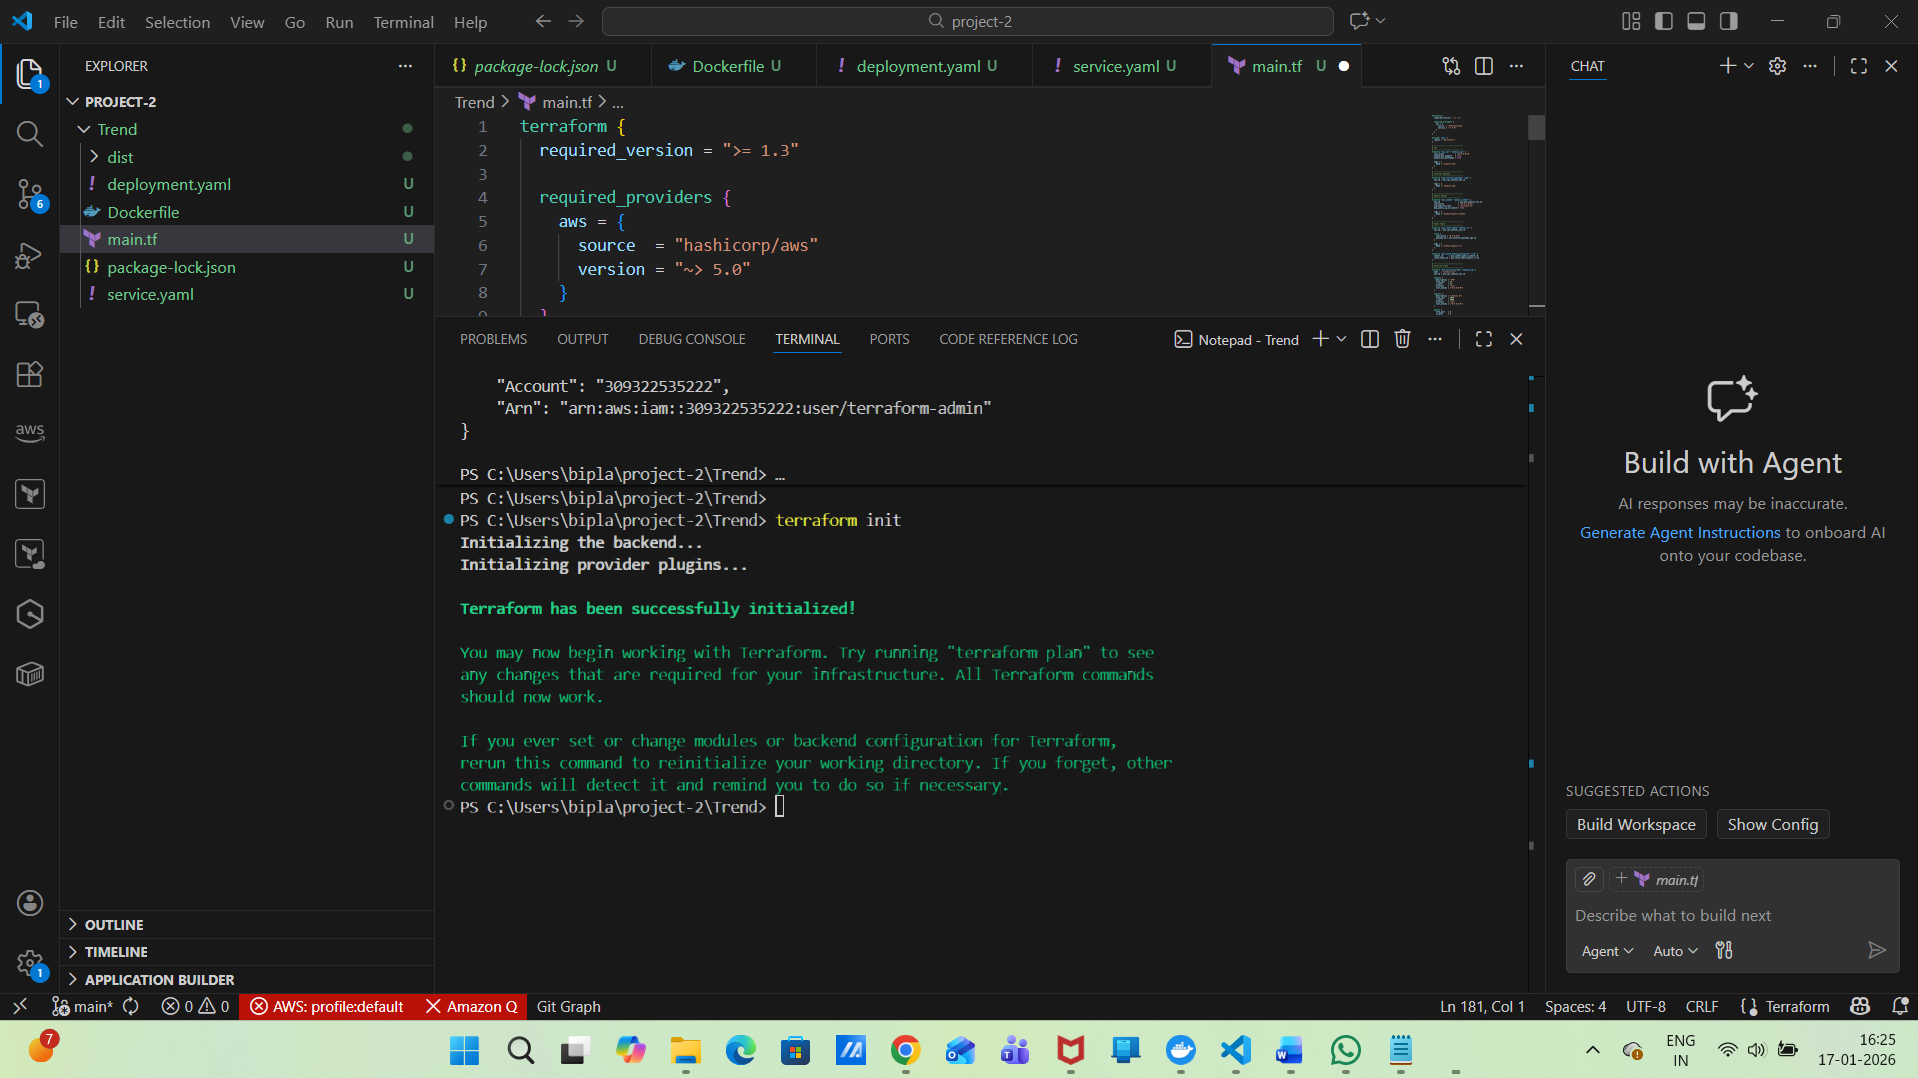 File Edit Selection View Go Run Terminal Help
project-2
EXPLORER
PROJECT-2
Trend
dist
deployment.yaml U
Dockerfile U
main.tf U
package-lock.json U
service.yaml U
OUTLINE
TIMELINE
APPLICATION BUILDER
1
6
aws
1
package-lock.json U
Dockerfile U
deployment.yaml U
service.yaml U
main.tf U
Trend > main.tf > ...
1 terraform {
2 required_version = ">= 1.3"
3
4 required_providers {
5 aws = {
6 source = "hashicorp/aws"
7 version = "~> 5.0"
8 }
9 }
PROBLEMS OUTPUT DEBUG CONSOLE TERMINAL PORTS CODE REFERENCE LOG
Notepad - Trend
"Account": "309322535222",
"Arn": "arn:aws:iam::309322535222:user/terraform-admin"
}
PS C:\Users\bipla\project-2\Trend> …
PS C:\Users\bipla\project-2\Trend>
PS C:\Users\bipla\project-2\Trend> terraform init
Initializing the backend...
Initializing provider plugins...
Terraform has been successfully initialized!
You may now begin working with Terraform. Try running "terraform plan" to see
any changes that are required for your infrastructure. All Terraform commands
should now work.
If you ever set or change modules or backend configuration for Terraform,
rerun this command to reinitialize your working directory. If you forget, other
commands will detect it and remind you to do so if necessary.
PS C:\Users\bipla\project-2\Trend>
CHAT
Build with Agent
AI responses may be inaccurate.
Generate Agent Instructions to onboard AI
onto your codebase.
SUGGESTED ACTIONS
Build Workspace
Show Config
main.tf
Describe what to build next
Agent
Auto
main*
0 0
AWS: profile:default
Amazon Q
Git Graph
Ln 181, Col 1
Spaces: 4
UTF-8
CRLF
Terraform
7
ENG
IN
16:25
17-01-2026